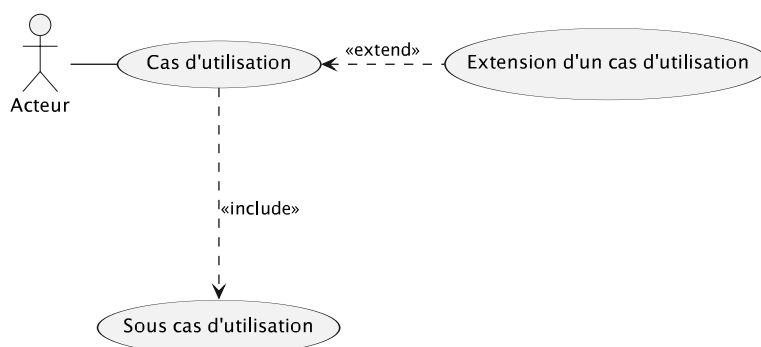 Acteur
Cas d'utilisation
«extend»
Extension d'un cas d'utilisation
«include»
Sous cas d'utilisation